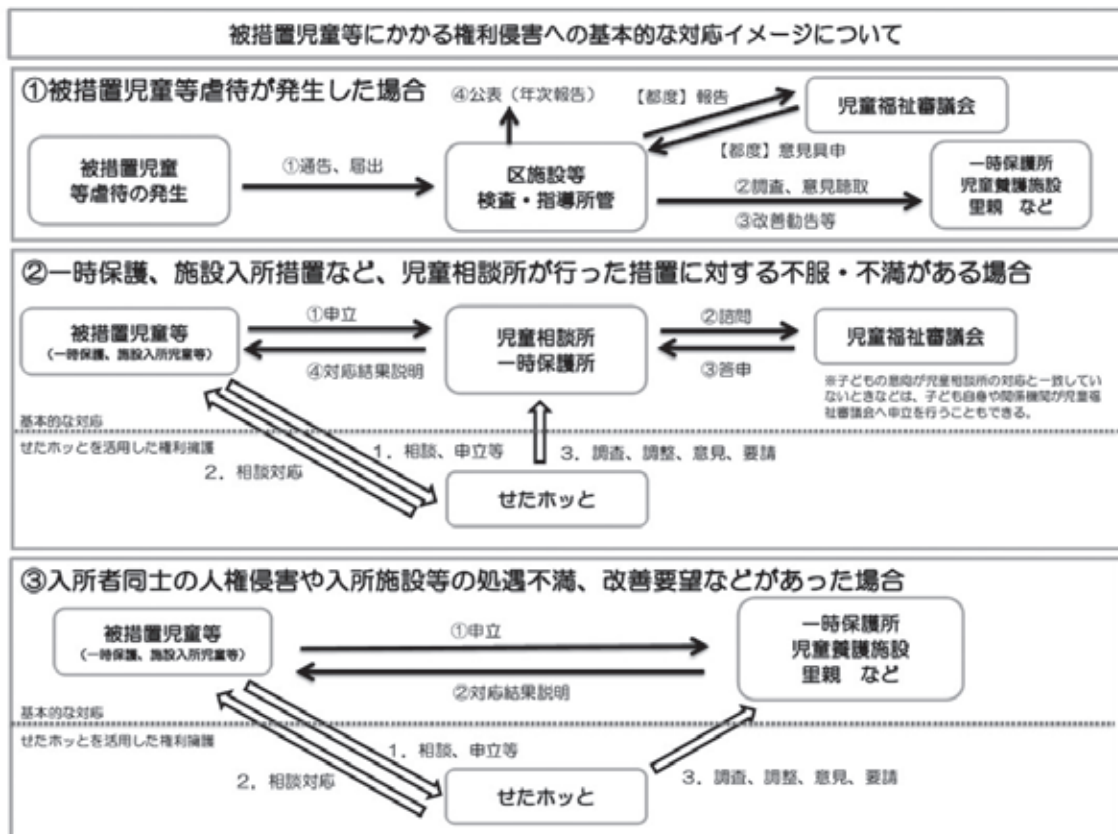 被措置児童等にかかる権利侵害への基本的な対応イメージについて
①被措置児童等虐待が発生した場合
④公表(年次報告)
【都度】報告
児童福祉審議会
【都度】意見具申
被措置児童
等虐待の発生
①通告、届出
区施設等
検査・指導所管
②調査、意見聴取
③改善勧告等
一時保護所
児童養護施設
里親 など
②一時保護、施設入所措置など、児童相談所が行った措置に対する不服・不満がある場合
被措置児童等
(一時保護、施設入所児童等)
①申立
④対応結果説明
児童相談所
一時保護所
②諮問
③答申
児童福祉審議会
※子どもの意向が児童相談所の対応と一致してい
ないときなどは、子ども自身や関係機関が児童福
祉審議会へ申立を行うこともできる。
基本的な対応
せたホッとを活用した権利擁護
1.相談、申立等
2.相談対応
3.調査、調整、意見、要請
せたホッと
③入所者同士の人権侵害や入所施設等の処遇不満、改善要望などがあった場合
被措置児童等
(一時保護、施設入所児童等)
①申立
②対応結果説明
一時保護所
児童養護施設
里親 など
基本的な対応
せたホッとを活用した権利擁護
1.相談、申立等
2.相談対応
3.調査、調整、意見、要請
せたホッと